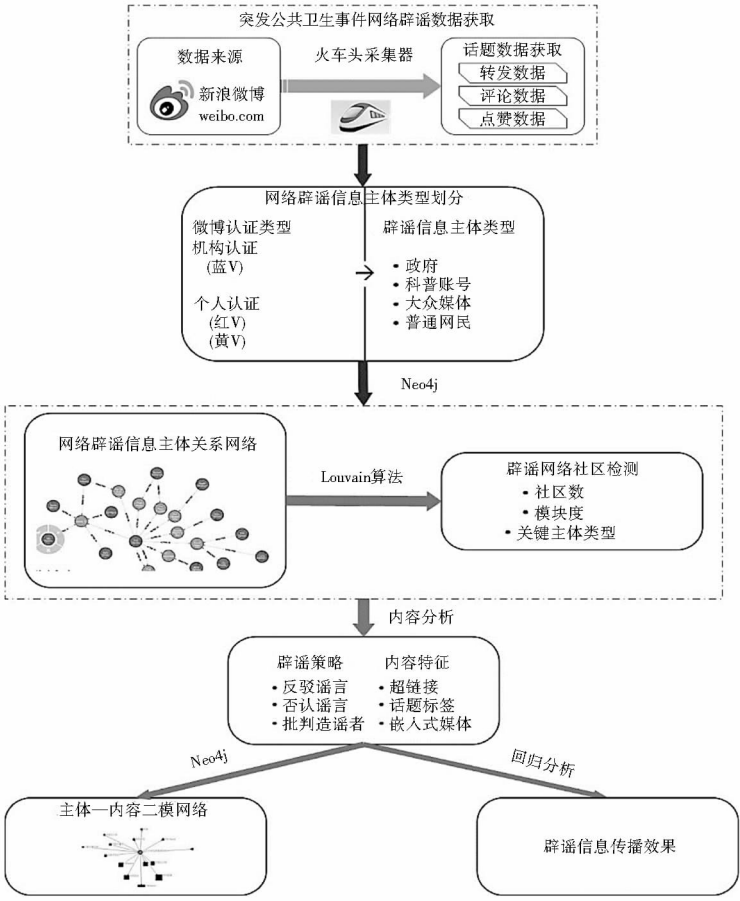 突发公共卫生事件网络辟谣数据获取
数据来源
新浪微博
weibo.com
火车头采集器
话题数据获取
转发数据
评论数据
点赞数据
网络辟谣信息主体类型划分
微博认证类型
机构认证
(蓝V)
个人认证
(红V)
(黄V)
辟谣信息主体类型
• 政府
• 科普账号
• 大众媒体
• 普通网民
Neo4j
网络辟谣信息主体关系网络
Louvain算法
辟谣网络社区检测
• 社区数
• 模块度
• 关键主体类型
内容分析
辟谣策略
• 反驳谣言
• 否认谣言
• 批判造谣者
内容特征
• 超链接
• 话题标签
• 嵌入式媒体
Neo4j
回归分析
主体—内容二模网络
辟谣信息传播效果